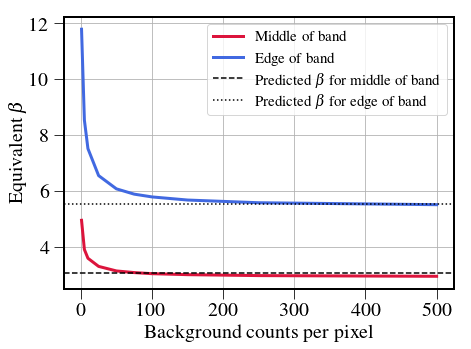 12
10
8
6
4
Equivalent β
Middle of band
Edge of band
Predicted β for middle of band
Predicted β for edge of band
0 100 200 300 400 500
Background counts per pixel